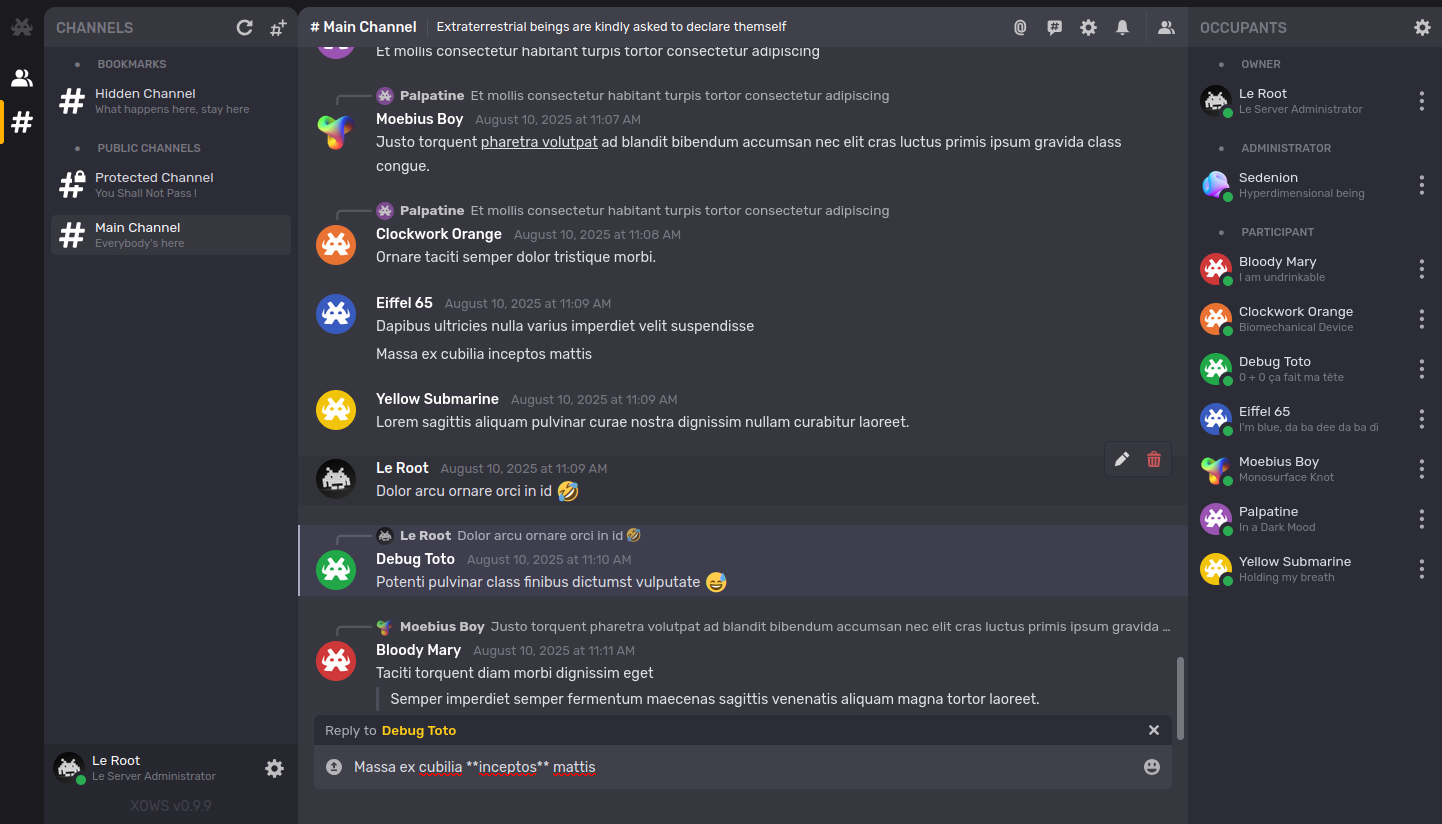 CHANNELS
BOOKMARKS
Hidden Channel
What happens here, stay here
PUBLIC CHANNELS
Protected Channel
You Shall Not Pass !
Main Channel
Everybody's here
Le Root
Le Server Administrator
XOWS v0.9.9
# Main Channel
Extraterrestrial beings are kindly asked to declare themself
Et mollis consectetur habitant turpis tortor consectetur adipiscing
Palpatine Et mollis consectetur habitant turpis tortor consectetur adipiscing
Moebius Boy August 10, 2025 at 11:07 AM
Justo torquent pharetra volutpat ad blandit bibendum accumsan nec elit cras luctus primis ipsum gravida class
congue.
Palpatine Et mollis consectetur habitant turpis tortor consectetur adipiscing
Clockwork Orange August 10, 2025 at 11:08 AM
Ornare taciti semper dolor tristique morbi.
Eiffel 65 August 10, 2025 at 11:09 AM
Dapibus ultricies nulla varius imperdiet velit suspendisse
Massa ex cubilia inceptos mattis
Yellow Submarine August 10, 2025 at 11:09 AM
Lorem sagittis aliquam pulvinar curae nostra dignissim nullam curabitur laoreet.
Le Root August 10, 2025 at 11:09 AM
Dolor arcu ornare orci in id 🤣
Le Root Dolor arcu ornare orci in id 🤣
Debug Toto August 10, 2025 at 11:10 AM
Potenti pulvinar class finibus dictumst vulputate 😅
Moebius Boy Justo torquent pharetra volutpat ad blandit bibendum accumsan nec elit cras luctus primis ipsum gravida ...
Bloody Mary August 10, 2025 at 11:11 AM
Taciti torquent diam morbi dignissim eget
Semper imperdiet semper fermentum maecenas sagittis venenatis aliquam magna tortor laoreet.
Reply to Debug Toto
Massa ex cubilia **inceptos** mattis
OCCUPANTS
OWNER
Le Root
Le Server Administrator
ADMINISTRATOR
Sedenion
Hyperdimensional being
PARTICIPANT
Bloody Mary
I am undrinkable
Clockwork Orange
Biomechanical Device
Debug Toto
0 + 0 ça fait ma tête
Eiffel 65
I'm blue, da ba dee da ba di
Moebius Boy
Monosurface Knot
Palpatine
In a Dark Mood
Yellow Submarine
Holding my breath